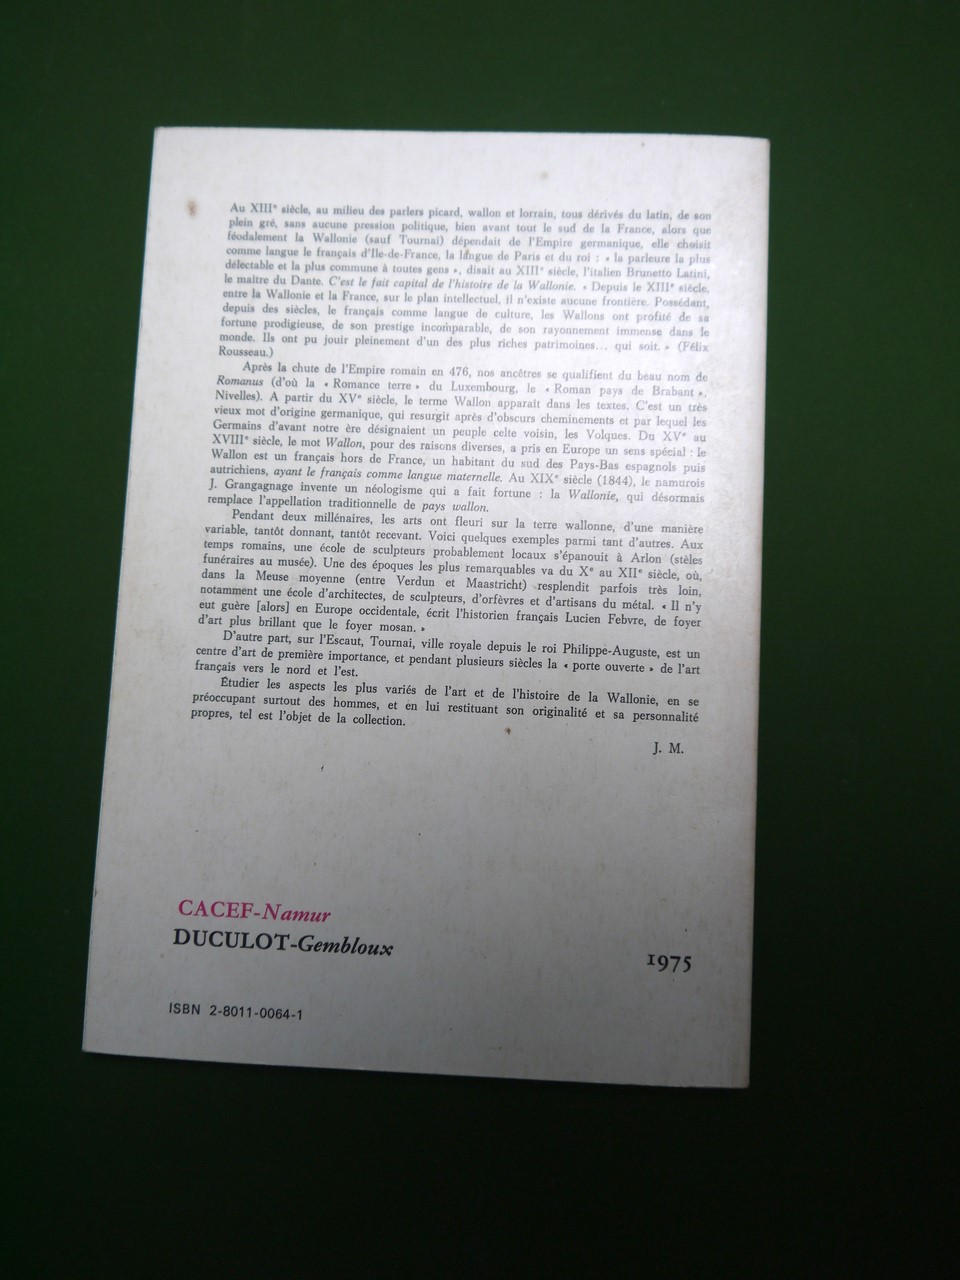 Au XIIIe siècle, au milieu des parlers picard, wallon et lorrain, tous dérivés du latin, de son
plein gré, sans aucune pression politique, bien avant tout le sud de la France, alors que
féodalement la Wallonie (sauf Tournai) dépendait de l'Empire germanique, elle choisit
comme langue le français d'Ile-de-France, la langue de Paris et du roi : « la parleure la plus
délectable et la plus commune à toutes gens », disait au XIIIe siècle, l'italien Brunetto Latini,
le maître du Dante. C'est le fait capital de l'histoire de la Wallonie. « Depuis le XIIIe siècle,
entre la Wallonie et la France, sur le plan intellectuel, il n'existe aucune frontière. Possédant,
depuis des siècles, le français comme langue de culture, les Wallons ont profité de sa
fortune prodigieuse, de son prestige incomparable, de son rayonnement immense dans le
monde. Ils ont pu jouir pleinement d'un des plus riches patrimoines... qui soit. » (Félix
Rousseau.)
Après la chute de l'Empire romain en 476, nos ancêtres se qualifient du beau nom de
Romanus (d'où la « Romance terre » du Luxembourg, le « Roman pays de Brabant »,
Nivelles). A partir du XVe siècle, le terme Wallon apparaît dans les textes. C'est un très
vieux mot d'origine germanique, qui resurgit après d'obscurs cheminements et par lequel les
Germains d'avant notre ère désignaient un peuple celte voisin, les Volques. Du XVe au
XVIIIe siècle, le mot Wallon, pour des raisons diverses, a pris en Europe un sens spécial : le
Wallon est un français hors de France, un habitant du sud des Pays-Bas espagnols puis
autrichiens, ayant le français comme langue maternelle. Au XIXe siècle (1844), le namurois
J. Grangagnage invente un néologisme qui a fait fortune : la Wallonie, qui désormais
remplace l'appellation traditionnelle de pays wallon.
Pendant deux millénaires, les arts ont fleuri sur la terre wallonne, d'une manière
variable, tantôt donnant, tantôt recevant. Voici quelques exemples parmi tant d'autres. Aux
temps romains, une école de sculpteurs probablement locaux s'épanouit à Arlon (stèles
funéraires au musée). Une des époques les plus remarquables va du Xe au XIIe siècle, où,
dans la Meuse moyenne (entre Verdun et Maastricht) resplendit parfois très loin,
notamment une école d'architectes, de sculpteurs, d'orfèvres et d'artisans du métal. « Il n'y
eut guère [alors] en Europe occidentale, écrit l'historien français Lucien Febvre, de foyer
d'art plus brillant que le foyer mosan. »
D'autre part, sur l'Escaut, Tournai, ville royale depuis le roi Philippe-Auguste, est un
centre d'art de première importance, et pendant plusieurs siècles la « porte ouverte » de l'art
français vers le nord et l'est.
Étudier les aspects les plus variés de l'art et de l'histoire de la Wallonie, en se
préoccupant surtout des hommes, et en lui restituant son originalité et sa personnalité
propres, tel est l'objet de la collection.
J. M.
CACEF-Namur
DUCULOT-Gembloux
1975
ISBN 2-8011-0064-1